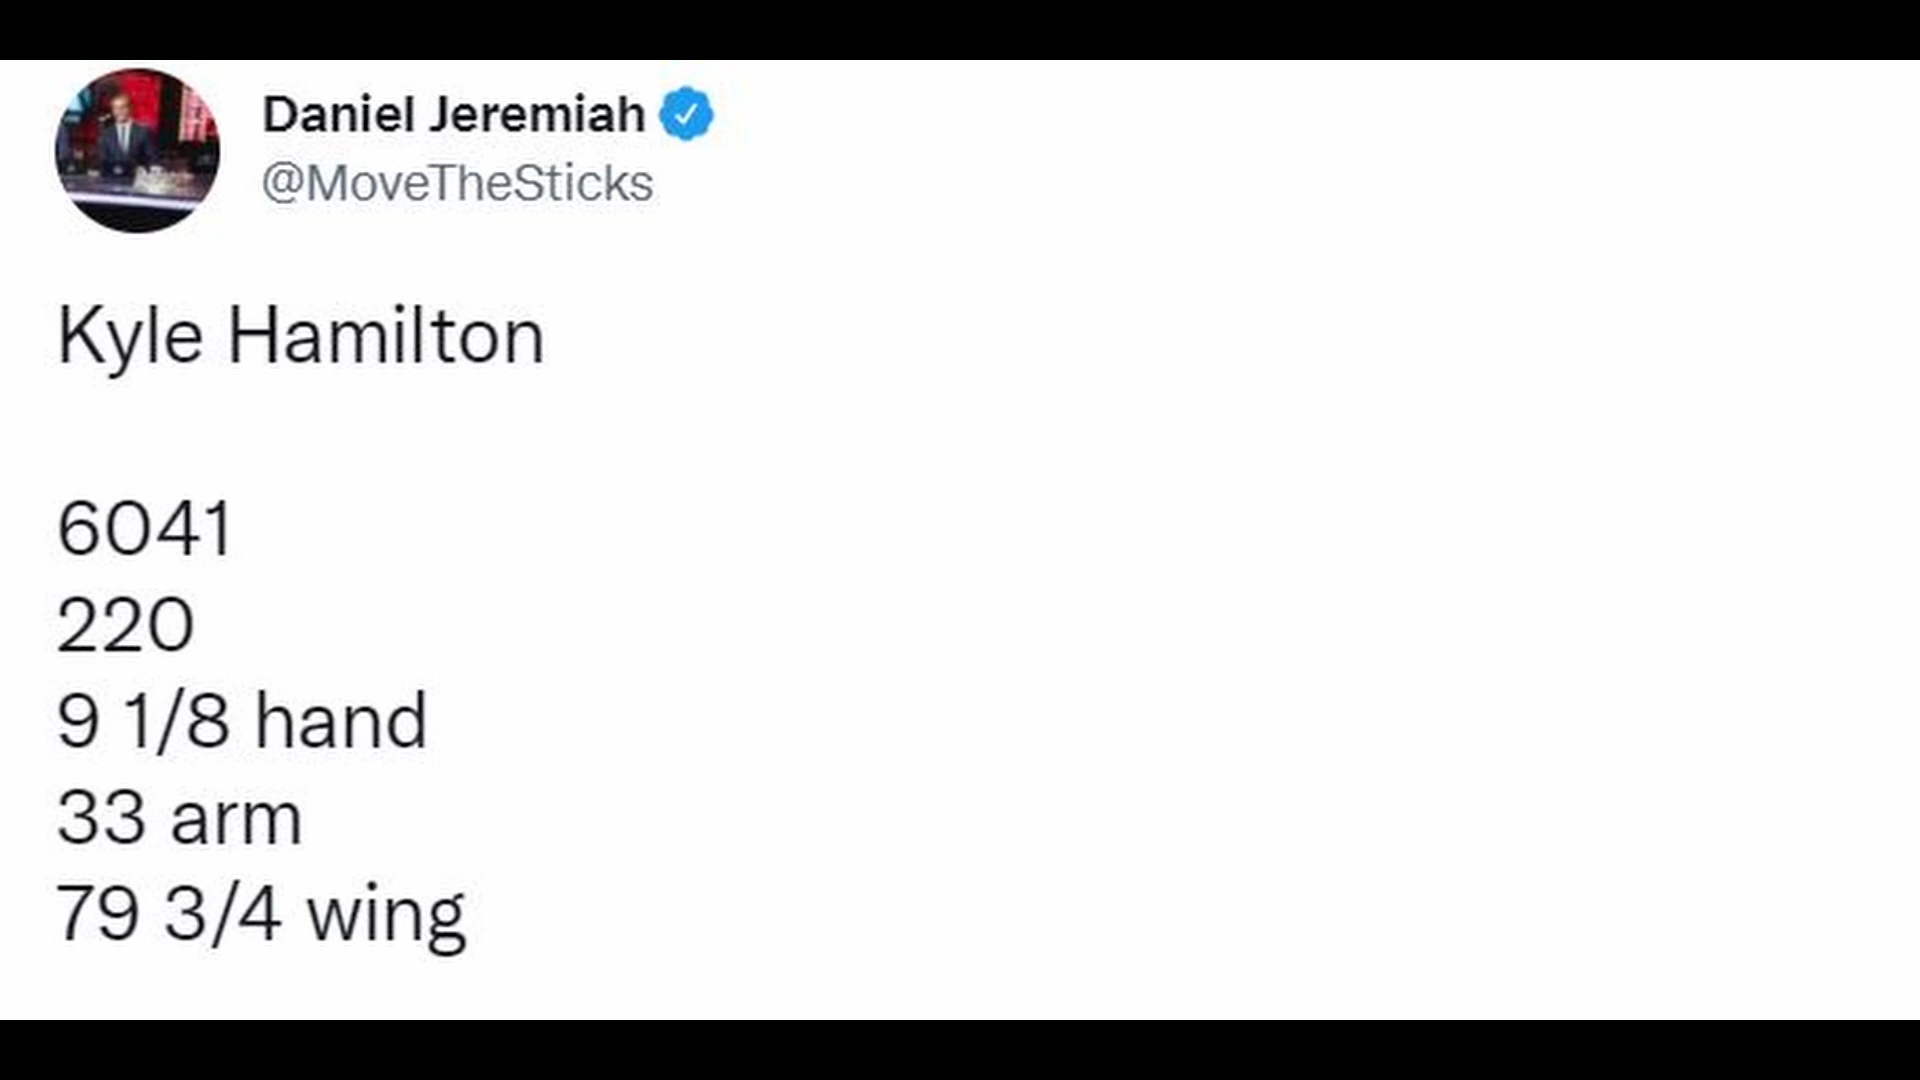 Daniel Jeremiah
@MoveTheSticks
Kyle Hamilton
6041
220
9 1/8 hand
33 arm
79 3/4 wing